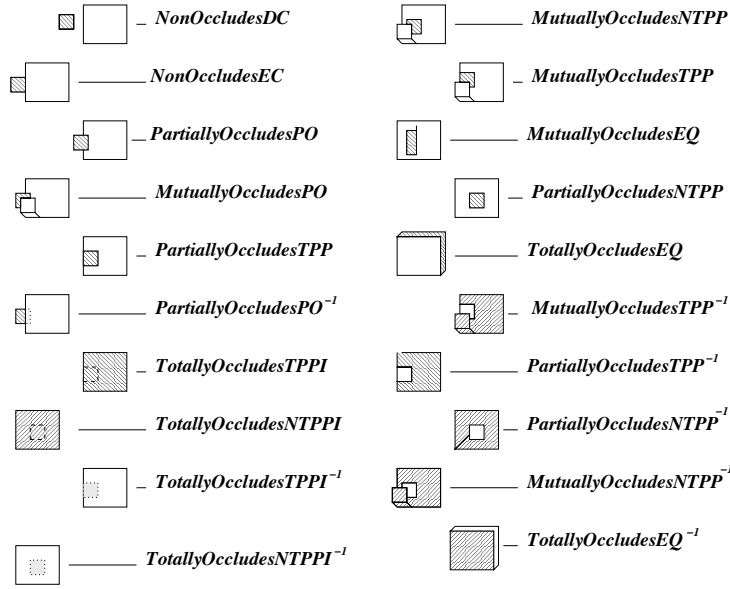 NonOccludesDC
NonOccludesEC
PartiallyOccludesPO
MutuallyOccludesPO
PartiallyOccludesTPP
PartiallyOccludesPO⁻¹
TotallyOccludesTPPI
TotallyOccludesNTPPI
TotallyOccludesTPPI⁻¹
TotallyOccludesNTPPI⁻¹
MutuallyOccludesNTPP
MutuallyOccludesTPP
MutuallyOccludesEQ
PartiallyOccludesNTPP
TotallyOccludesEQ
MutuallyOccludesTPP⁻¹
PartiallyOccludesTPP⁻¹
PartiallyOccludesNTPP⁻¹
MutuallyOccludesNTPP⁻¹
TotallyOccludesEQ⁻¹